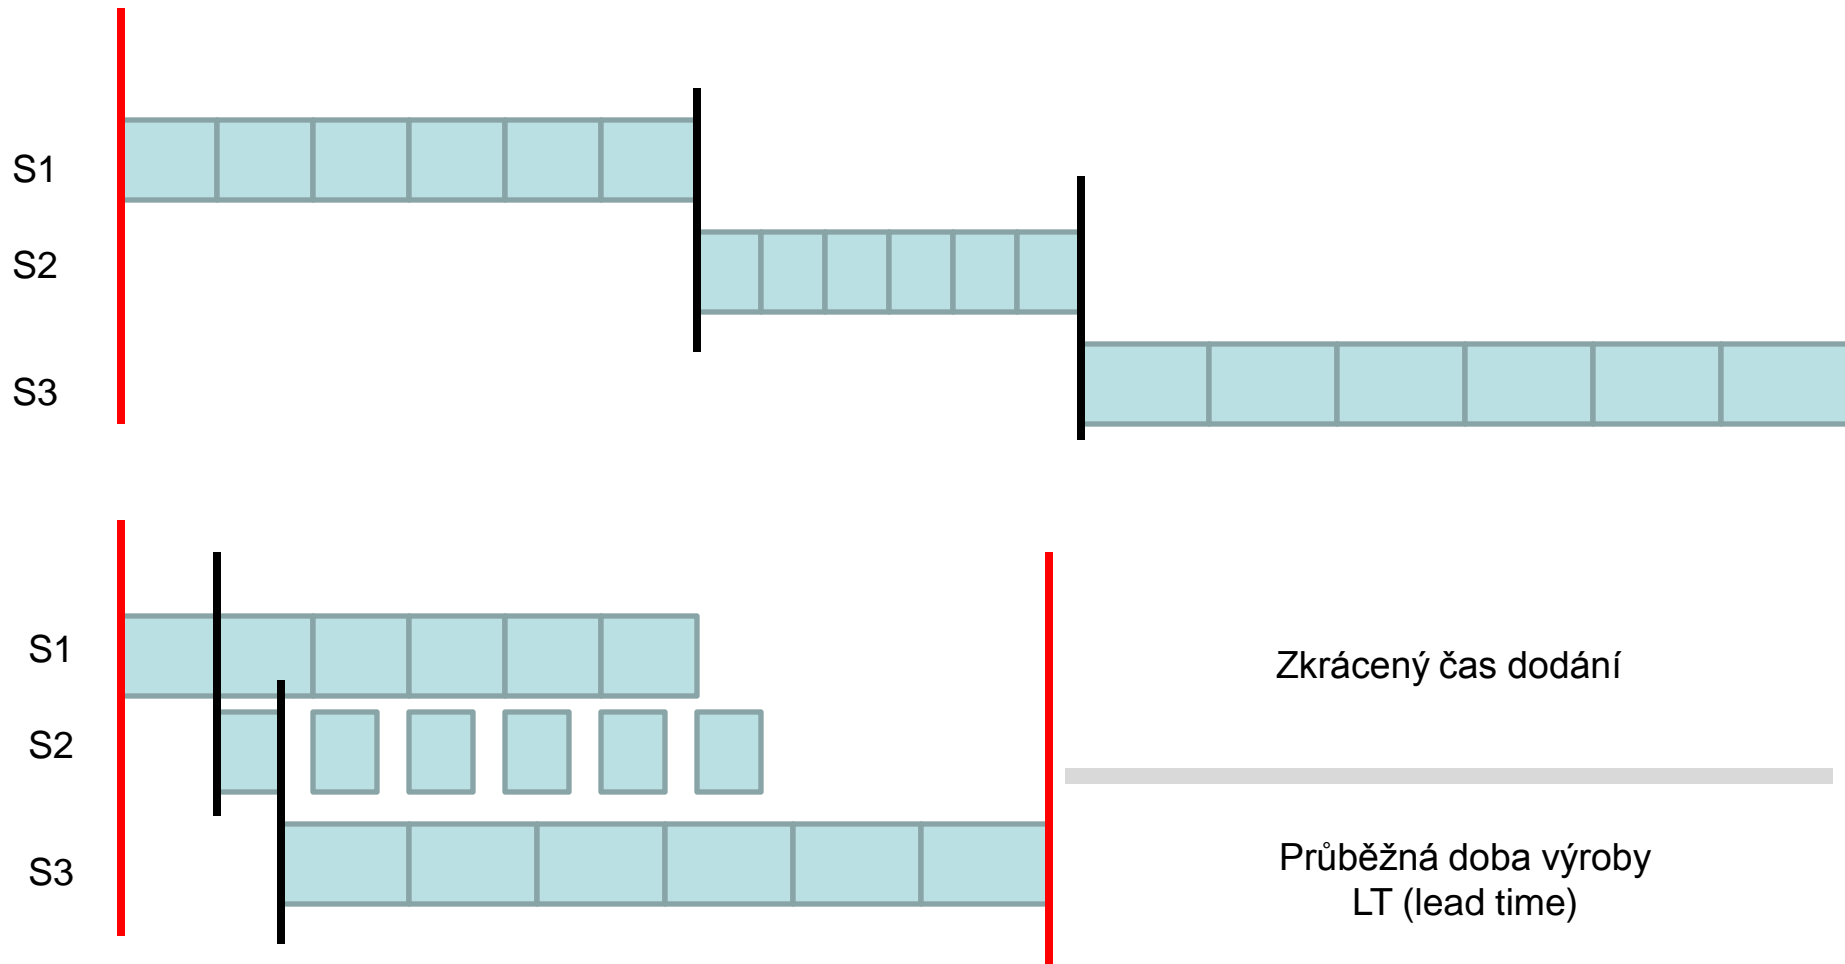 S1
S2
S3
S1
S2
S3
Zkrácený čas dodání
Průběžná doba výroby
LT (lead time)